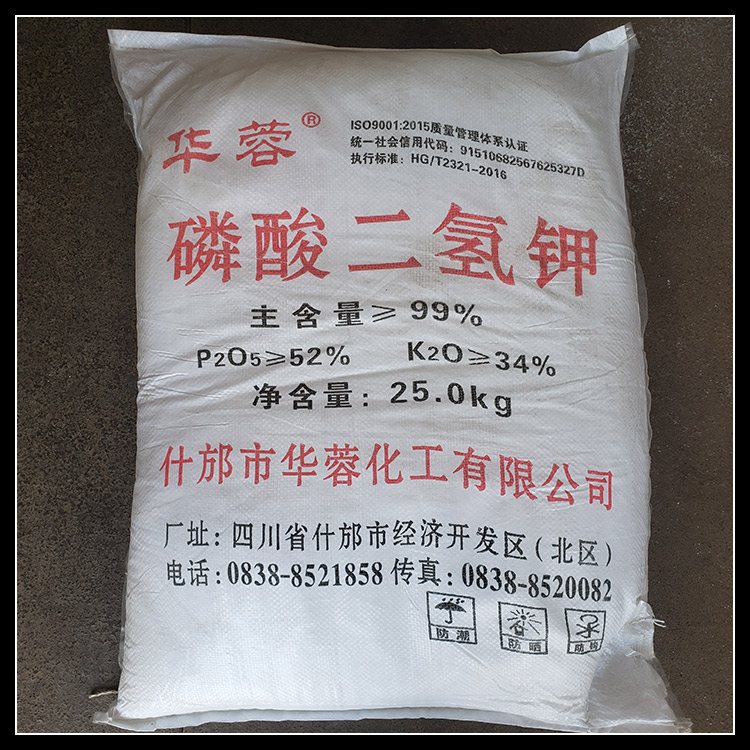 华蓉®
ISO9001:2015质量管理体系认证
统一社会信用代码：91510682567625327D
执行标准：HG/T2321-2016
磷酸二氢钾
主含量≥99%
P2O5≥52% K2O≥34%
净含量：25.0kg
什邡市华蓉化工有限公司
厂址：四川省什邡市经济开发区（北区）
电话：0838-8521858 传真：0838-8520082
防潮 防晒 防钩